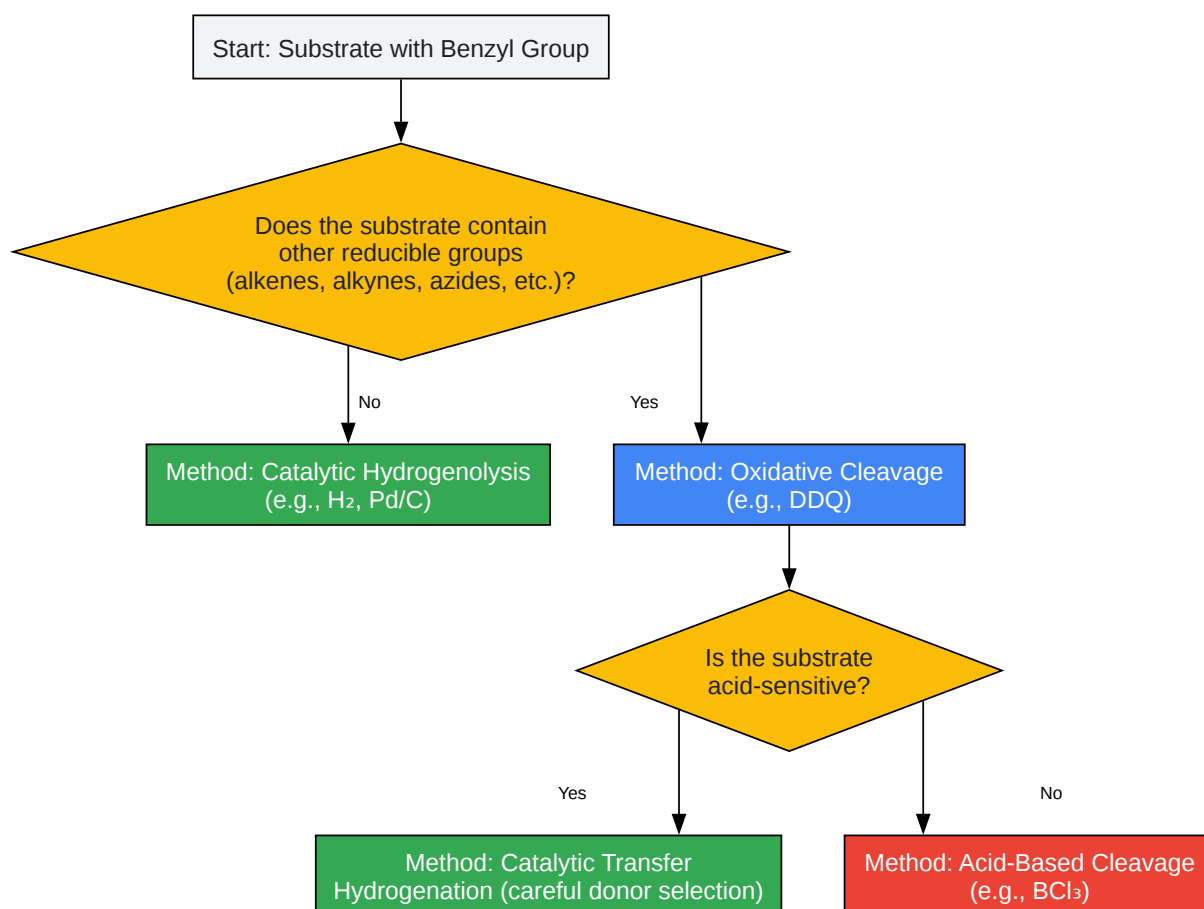 Start: Substrate with Benzyl Group
Does the substrate contain
other reducible groups
(alkenes, alkynes, azides, etc.)?
No
Yes
Method: Catalytic Hydrogenolysis
(e.g., H₂, Pd/C)
Method: Oxidative Cleavage
(e.g., DDQ)
Is the substrate
acid-sensitive?
Yes
No
Method: Catalytic Transfer
Hydrogenation (careful donor selection)
Method: Acid-Based Cleavage
(e.g., BCl₃)